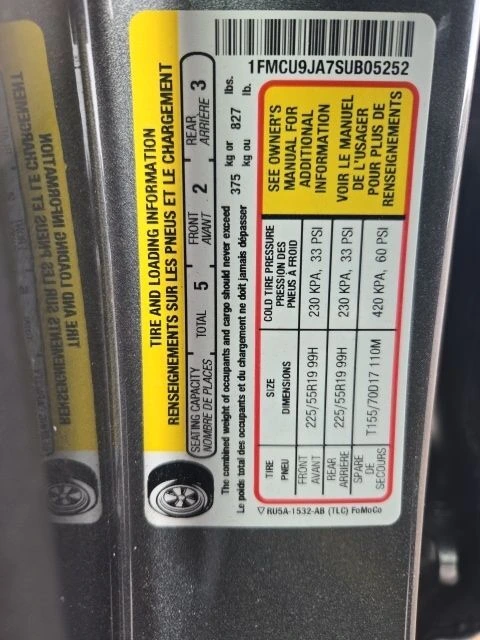 1FMCU9JA7SUB05252
TIRE AND LOADING INFORMATION
RENSEIGNEMENTS SUR LES PNEUS ET LE CHARGEMENT
SEATING CAPACITY
NOMBRE DE PLACES
TOTAL 5
FRONT
AVANT
2
REAR
ARRIÈRE
3
The combined weight of occupants and cargo should never exceed 375 kg or 827 lbs.
Le poids total des occupants et du chargement ne doit jamais dépasser 375 kg ou 827 lb.
TIRE
PNEU
SIZE
DIMENSIONS
COLD TIRE PRESSURE
PRESSION DES
PNEUS À FROID
FRONT
AVANT
225/55R19 99H
230 KPA, 33 PSI
REAR
ARRIÈRE
225/55R19 99H
230 KPA, 33 PSI
SPARE
DE
SECOURS
T155/70D17 110M
420 KPA, 60 PSI
SEE OWNER'S
MANUAL FOR
ADDITIONAL
INFORMATION
VOIR LE MANUEL
DE L'USAGER
POUR PLUS DE
RENSEIGNEMENTS
▽ RU5A-1532-AB (TLC) FoMoCo